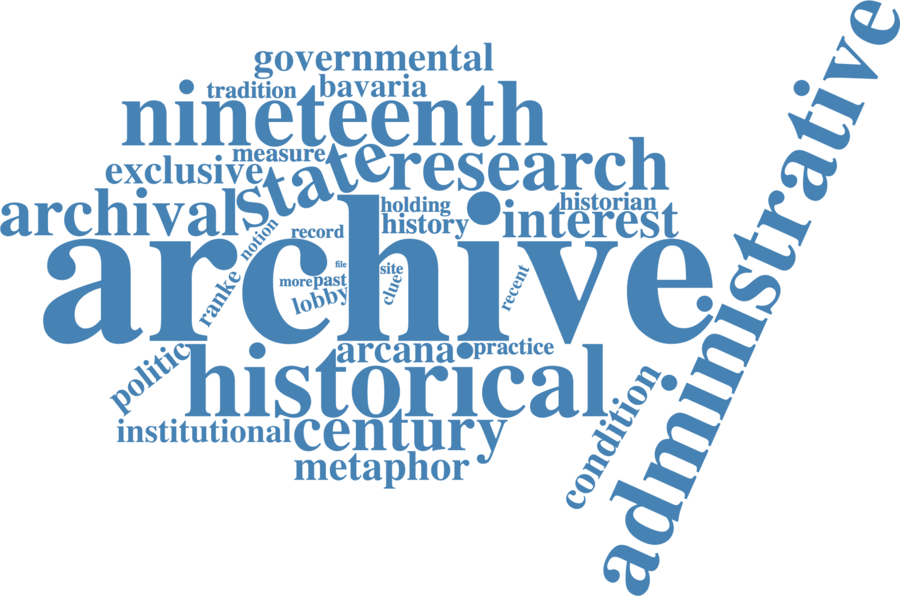 governmental
tradition
bavaria
nineteenth
measure
exclusive
state
research
archival
holding
historian
history
interest
notion
record
archive
file
site
more
past
clue
recent
ranke
lobby
administrative
politic
arcana
practice
historical
condition
institutional
century
metaphor